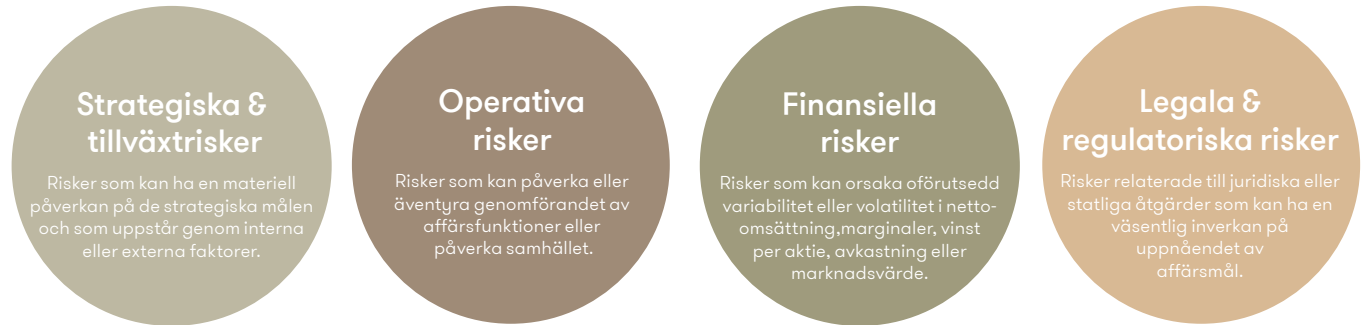 Strategiska &
tillväxtrisker
Risker som kan ha en materiell
påverkan på de strategiska målen
och som uppstår genom interna
eller externa faktorer.
Operativa
risker
Risker som kan påverka eller
äventyra genomförandet av
affärsfunktioner eller
påverka samhället.
Finansiella
risker
Risker som kan orsaka oförutsedd
variabilitet eller volatilitet i netto-
omsättning,marginaler, vinst
per aktie, avkastning eller
marknadsvärde.
Legala &
regulatoriska risker
Risker relaterade till juridiska eller
statliga åtgärder som kan ha en
väsentlig inverkan på
uppnåendet av
affärsmål.